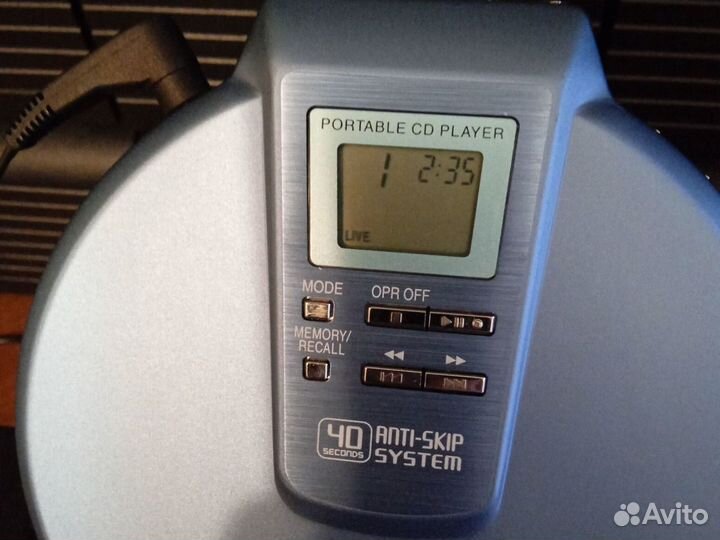 PORTABLE CD PLAYER
1 2:35
LIVE
MODE
OPR OFF
MEMORY/
RECALL
40 SECONDS
ANTI-SKIP
SYSTEM
Avito